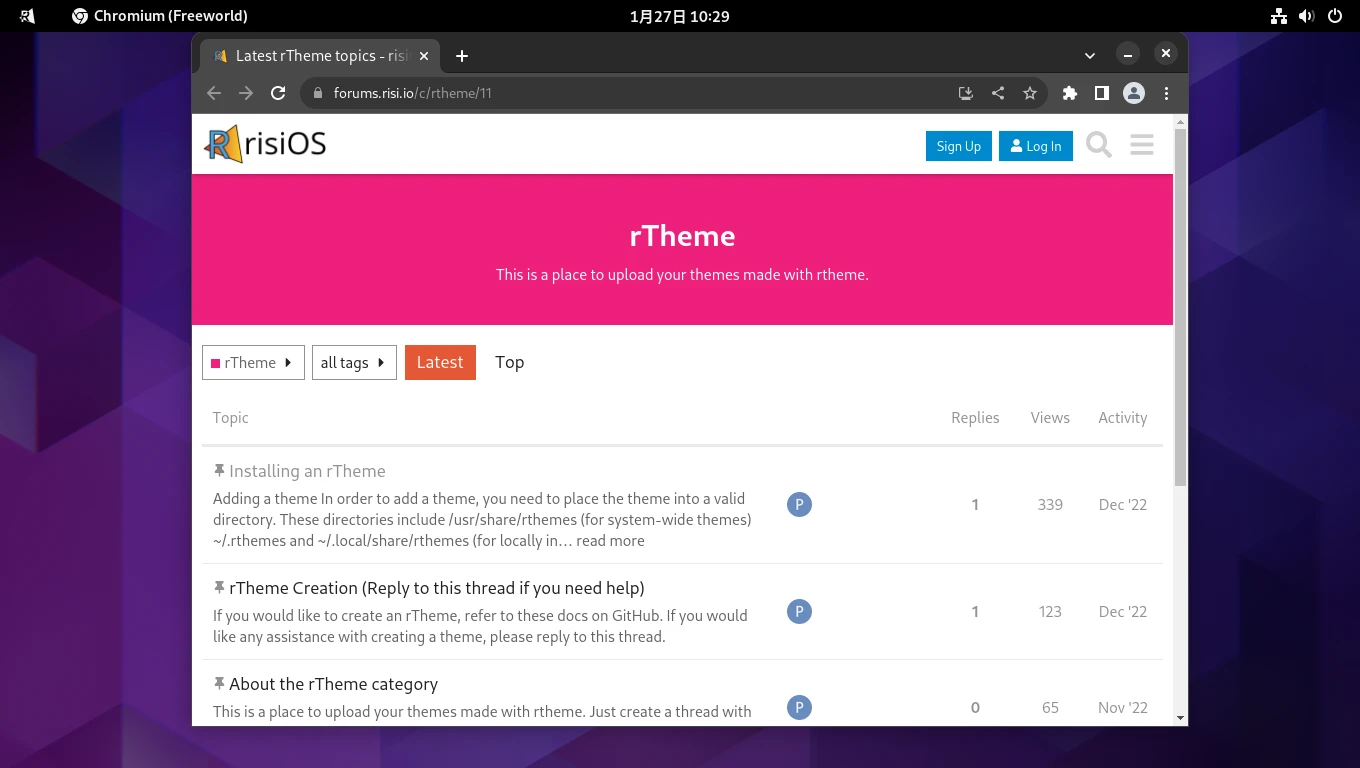 Chromium (Freeworld)
1月27日 10:29
Latest rTheme topics - risi
forums.risi.io/c/rtheme/11
risiOS
Sign Up
Log In
rTheme
This is a place to upload your themes made with rtheme.
rTheme
all tags
Latest
Top
Topic
Replies
Views
Activity
Installing an rTheme
Adding a theme In order to add a theme, you need to place the theme into a valid
directory. These directories include /usr/share/rthemes (for system-wide themes)
~/.rthemes and ~/.local/share/rthemes (for locally in… read more
P
1
339
Dec '22
rTheme Creation (Reply to this thread if you need help)
If you would like to create an rTheme, refer to these docs on GitHub. If you would
like any assistance with creating a theme, please reply to this thread.
P
1
123
Dec '22
About the rTheme category
This is a place to upload your themes made with rtheme. Just create a thread with
P
0
65
Nov '22